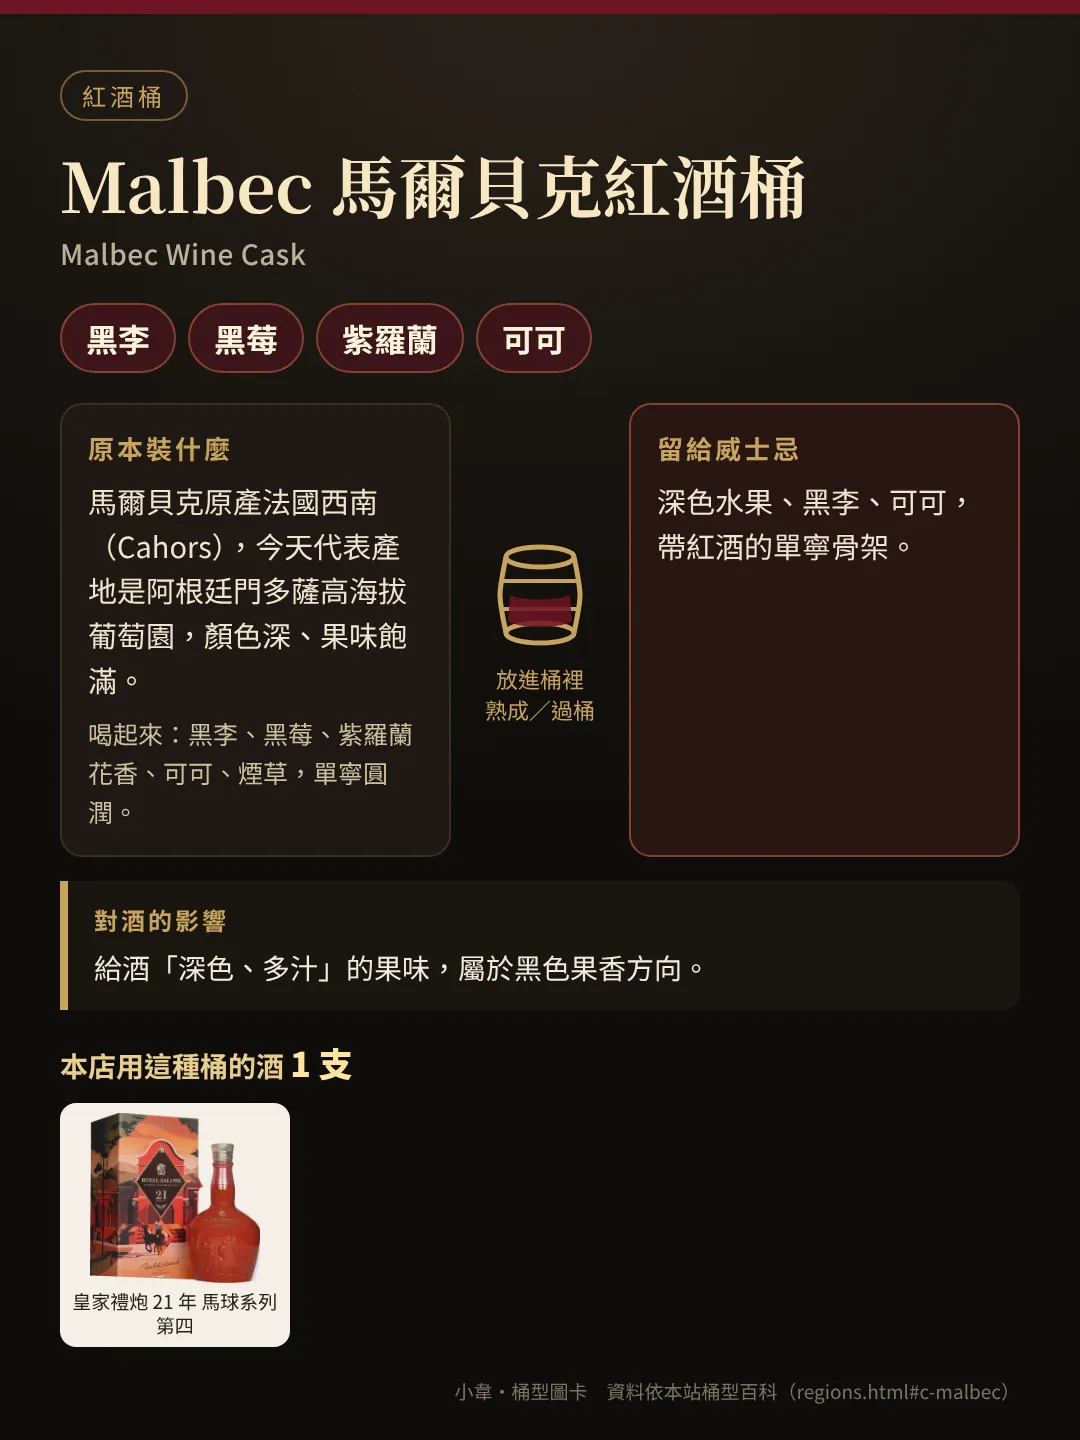 紅酒桶
Malbec 馬爾貝克紅酒桶
Malbec Wine Cask
黑李
黑莓
紫羅蘭
可可
原本裝什麼
馬爾貝克原產法國西南
（Cahors），今天代表產
地是阿根廷門多薩高海拔
葡萄園，顏色深、果味飽
滿。
喝起來：黑李、黑莓、紫羅蘭
花香、可可、煙草，單寧圓
潤。
放進桶裡
熟成／過桶
留給威士忌
深色水果、黑李、可可，
帶紅酒的單寧骨架。
對酒的影響
給酒「深色、多汁」的果味，屬於黑色果香方向。
本店用這種桶的酒 1 支
ROYAL SALUTE
21
皇家禮炮 21 年 馬球系列
第四
小韋・桶型圖卡　資料依本站桶型百科（regions.html#c-malbec）